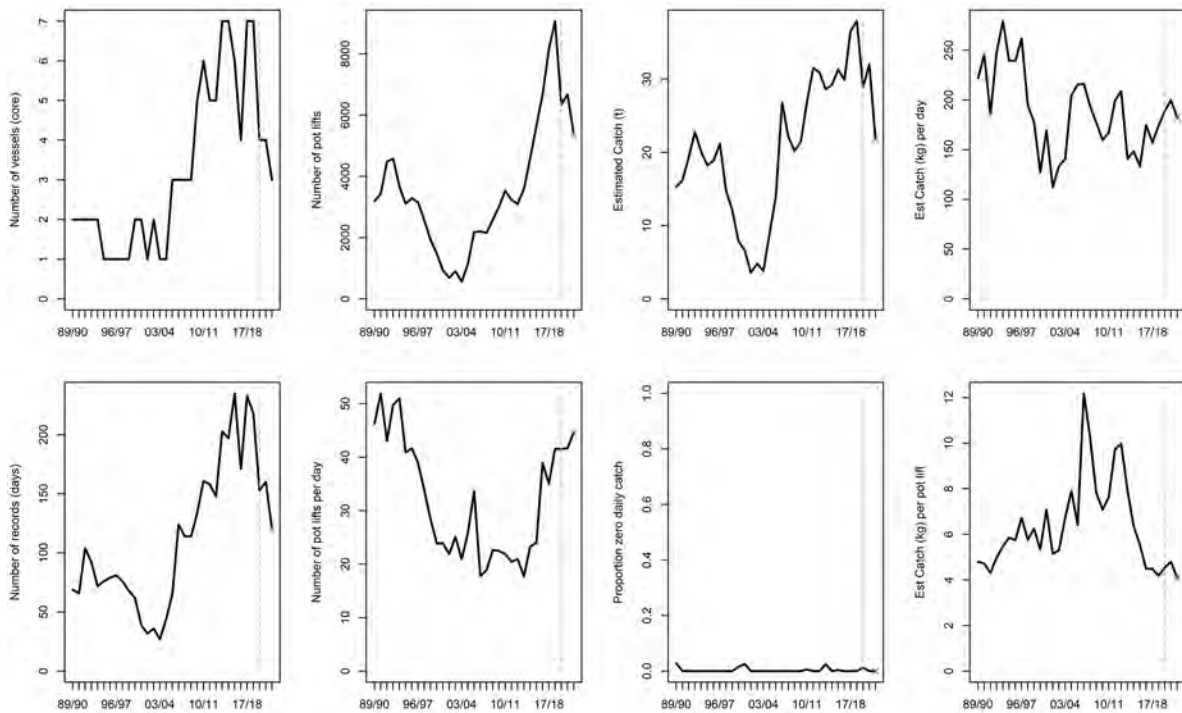 Number of vessels (core)
0 1 2 3 4 5 6 7
89/90 96/97 03/04 10/11 17/18
Number of pot lifts
0 2000 4000 6000 8000
89/90 96/97 03/04 10/11 17/18
Estimated Catch (t)
0 10 20 30
89/90 96/97 03/04 10/11 17/18
Est Catch (kg) per day
0 50 100 150 200 250
89/90 96/97 03/04 10/11 17/18
Number of records (days)
0 50 100 150 200
89/90 96/97 03/04 10/11 17/18
Number of pot lifts per day
0 10 20 30 40 50
89/90 96/97 03/04 10/11 17/18
Proportion zero daily catch
0.0 0.2 0.4 0.6 0.8 1.0
89/90 96/97 03/04 10/11 17/18
Est Catch (kg) per pot lift
0 2 4 6 8 10 12
89/90 96/97 03/04 10/11 17/18